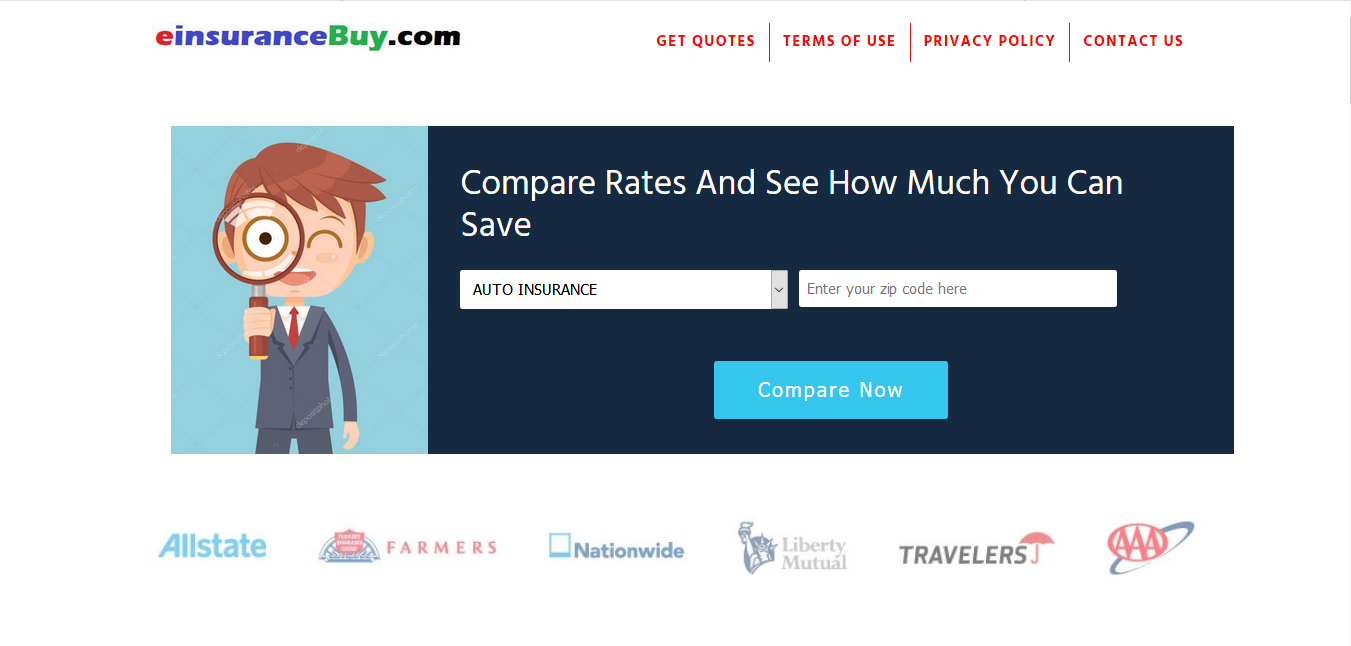 einsuranceBuy.com
GET QUOTES
TERMS OF USE
PRIVACY POLICY
CONTACT US
Compare Rates And See How Much You Can
Save
AUTO INSURANCE
Enter your zip code here
Compare Now
Allstate
FARMERS INSURANCE GROUP
FARMERS
Nationwide
Liberty
Mutual
TRAVELERS
AAA
depositphotos